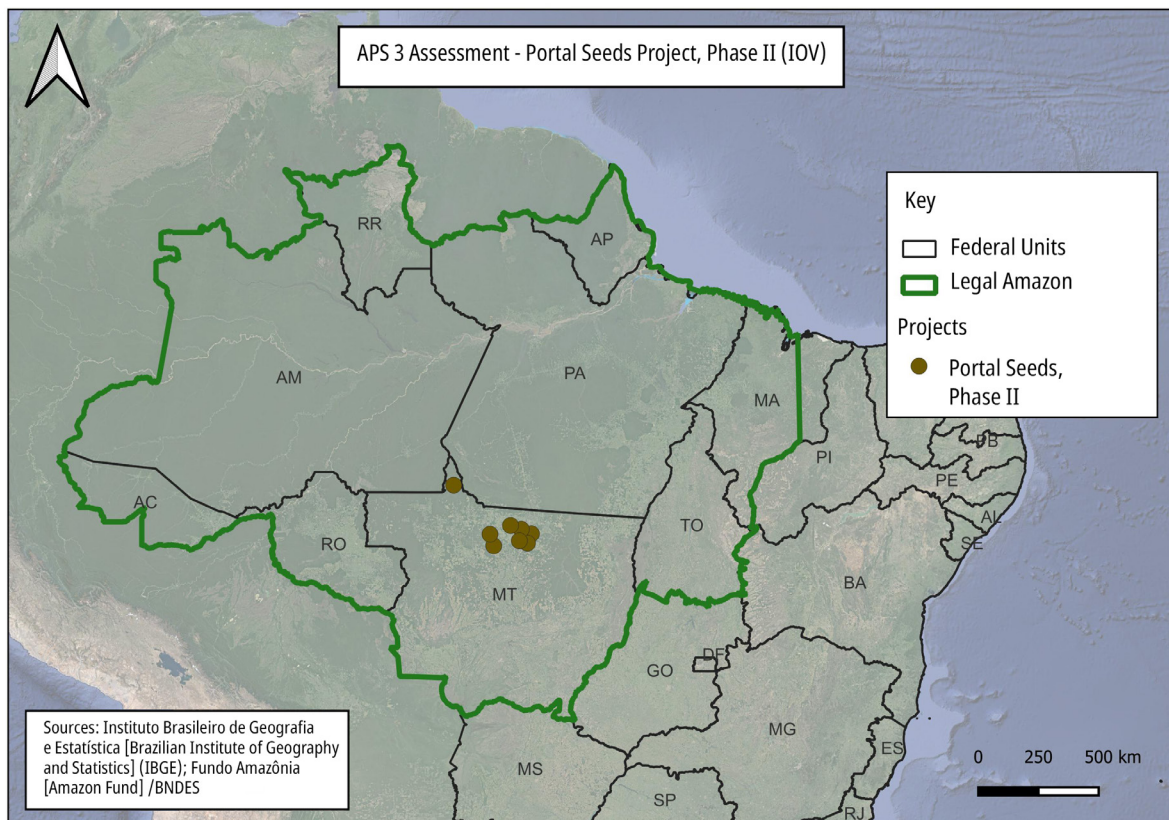 APS 3 Assessment - Portal Seeds Project, Phase II (IOV)
Key
Federal Units
Legal Amazon
Projects
Portal Seeds,
Phase II
RR
AP
AM
PA
MA
PI
PB
PE
AL
SE
AC
RO
TO
BA
MT
GO
DF
MG
ES
MS
SP
RJ
0 250 500 km
Sources: Instituto Brasileiro de Geografia
e Estatística [Brazilian Institute of Geography
and Statistics] (IBGE); Fundo Amazônia
[Amazon Fund] /BNDES